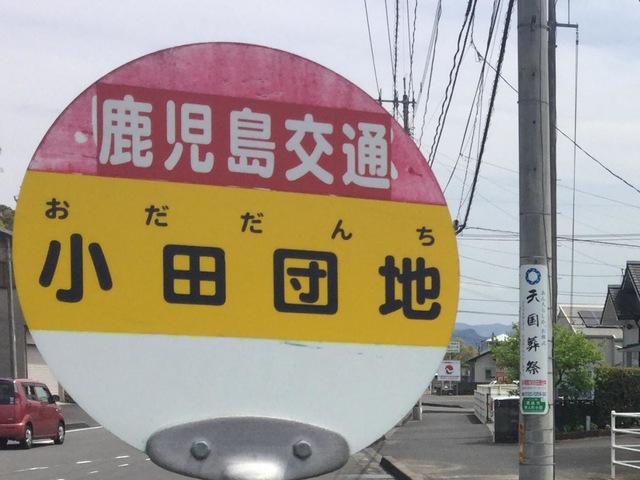 鹿児島交通
おだだんち
小田団地
天国葬祭